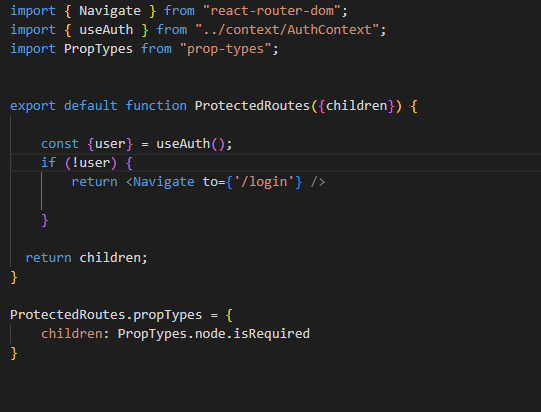 import { Navigate } from "react-router-dom";
import { useAuth } from "../context/AuthContext";
import PropTypes from "prop-types";
export default function ProtectedRoutes({children}) {
const {user} = useAuth();
if (!user) {
return <Navigate to={'/login'} />
}
return children;
}
ProtectedRoutes.propTypes = {
children: PropTypes.node.isRequired
}